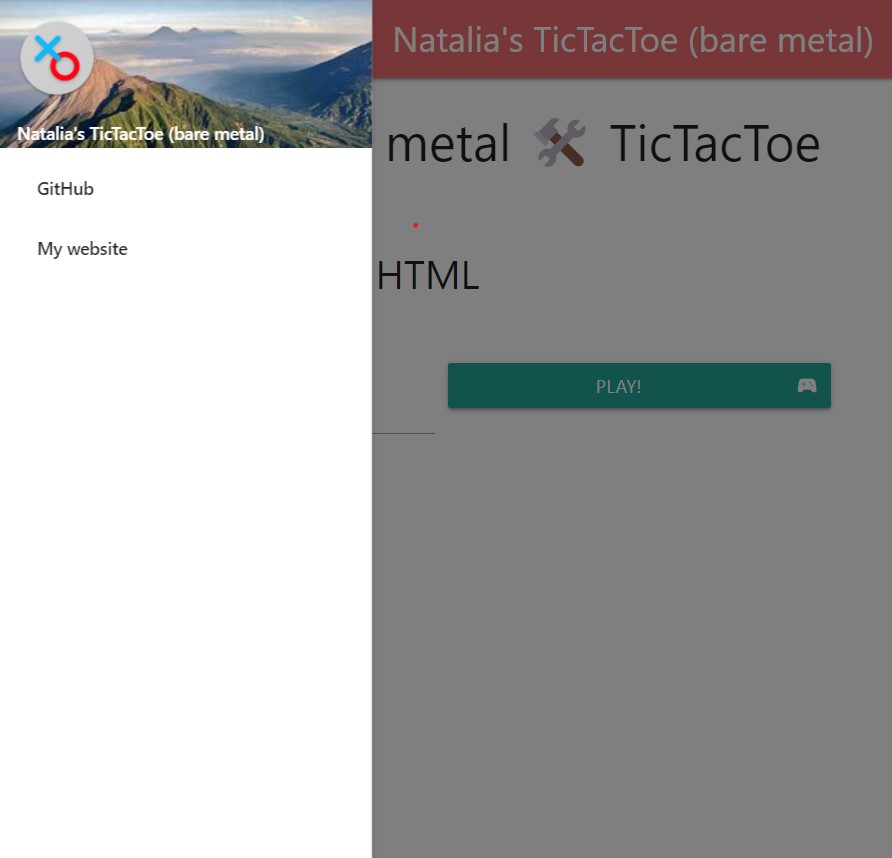 Natalia's TicTacToe (bare metal)
GitHub
My website
Natalia's TicTacToe (bare metal)
metal 🛠 TicTacToe
HTML
PLAY!